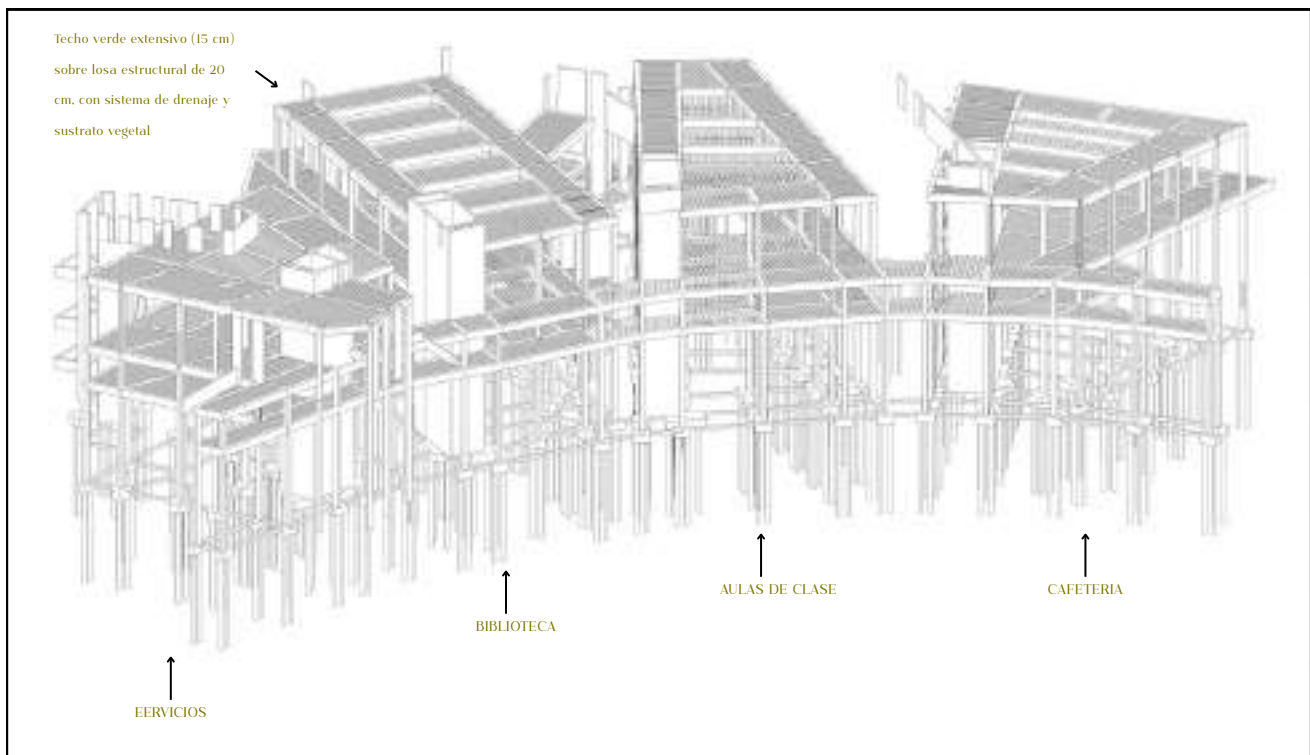 Techo verde extensivo (15 cm)
sobre losa estructural de 20
cm, con sistema de drenaje y
sustrato vegetal
AULAS DE CLASE
CAFETERIA
BIBLIOTECA
EERVICIOS